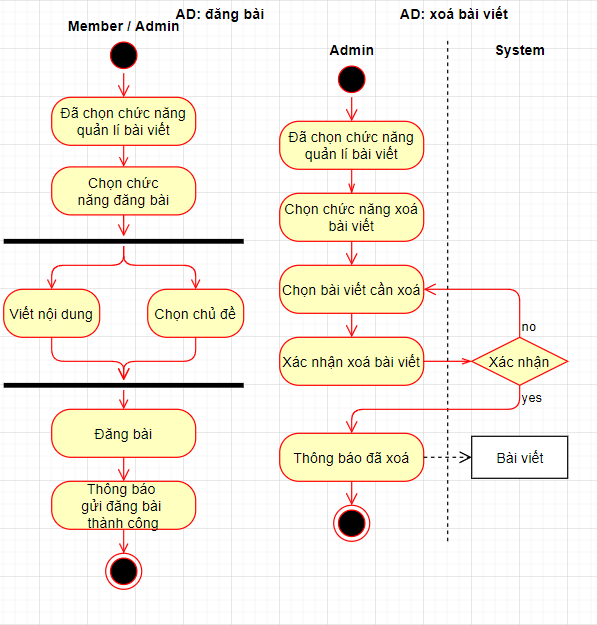 AD: đăng bài
Member / Admin
Đã chọn chức năng
quản lí bài viết
Chọn chức
năng đăng bài
Viết nội dung
Chọn chủ đề
Đăng bài
Thông báo
gửi đăng bài
thành công
AD: xoá bài viết
Admin
System
Đã chọn chức năng
quản lí bài viết
Chọn chức năng xoá
bài viết
Chọn bài viết cần xoá
no
Xác nhận xoá bài viết
Xác nhận
yes
Thông báo đã xoá
Bài viết